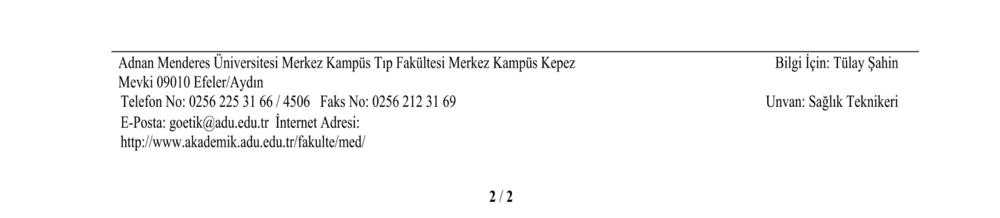 Adnan Menderes Üniversitesi Merkez Kampüs Tıp Fakültesi Merkez Kampüs Kepez
Mevki 09010 Efeler/Aydın
Telefon No: 0256 225 31 66 / 4506 Faks No: 0256 212 31 69
E-Posta: goetik@adu.edu.tr İnternet Adresi:
http://www.akademik.adu.edu.tr/fakulte/med/
Bilgi İçin: Tülay Şahin
Unvan: Sağlık Teknikeri
2 / 2